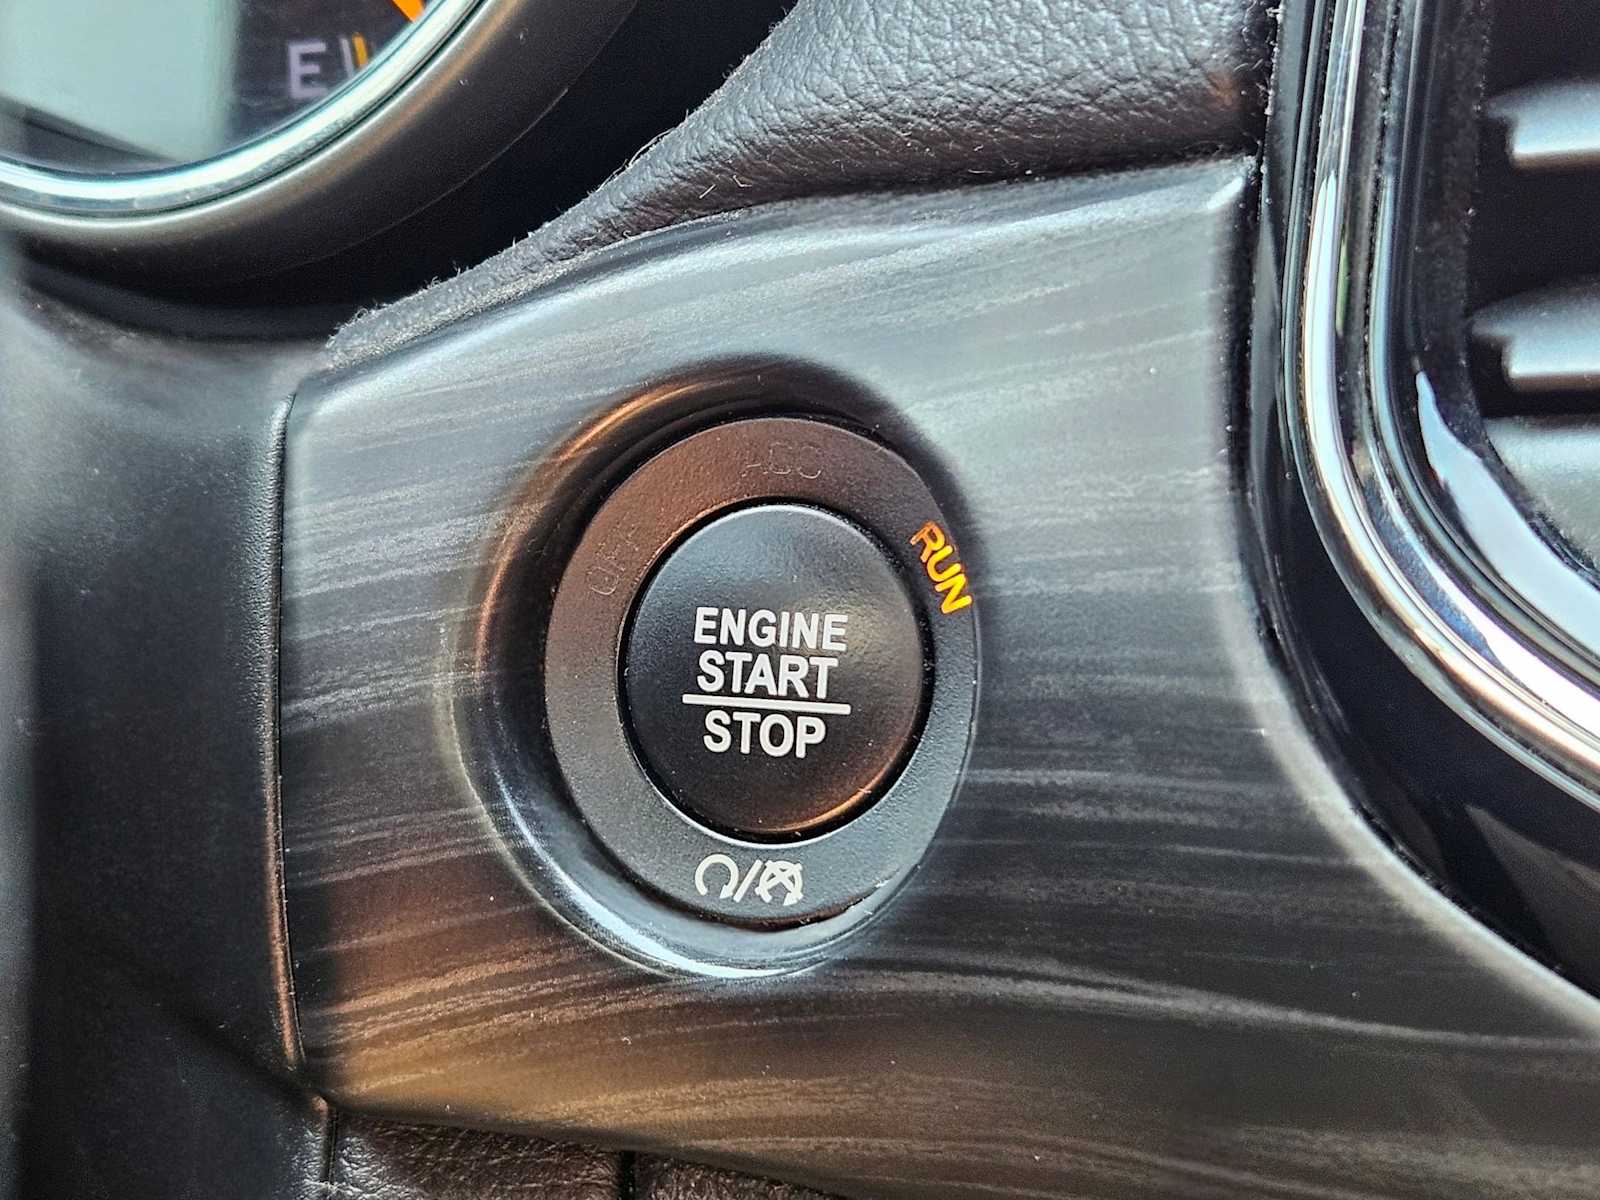 E
ACC
OFF
RUN
ENGINE
START
STOP